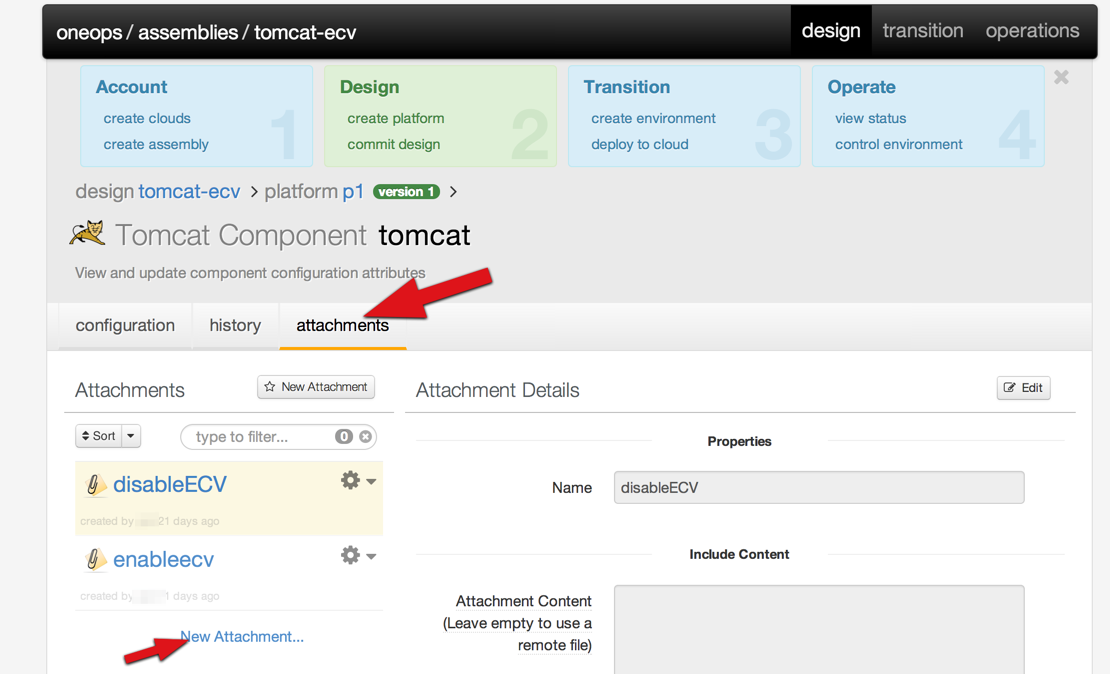 oneops / assemblies / tomcat-ecv design transition operations
Account Design Transition Operate
create clouds create platform create environment view status
create assembly commit design deploy to cloud control environment
1 2 3 4
design tomcat-ecv > platform p1 version 1 >
Tomcat Component tomcat
View and update component configuration attributes
configuration history attachments
Attachments New Attachment Attachment Details Edit
Sort type to filter... 0
Properties
disableECV
Name disableECV
created by 21 days ago
Include Content
enableecv
created by 1 days ago
Attachment Content
(Leave empty to use a
remote file)
New Attachment...